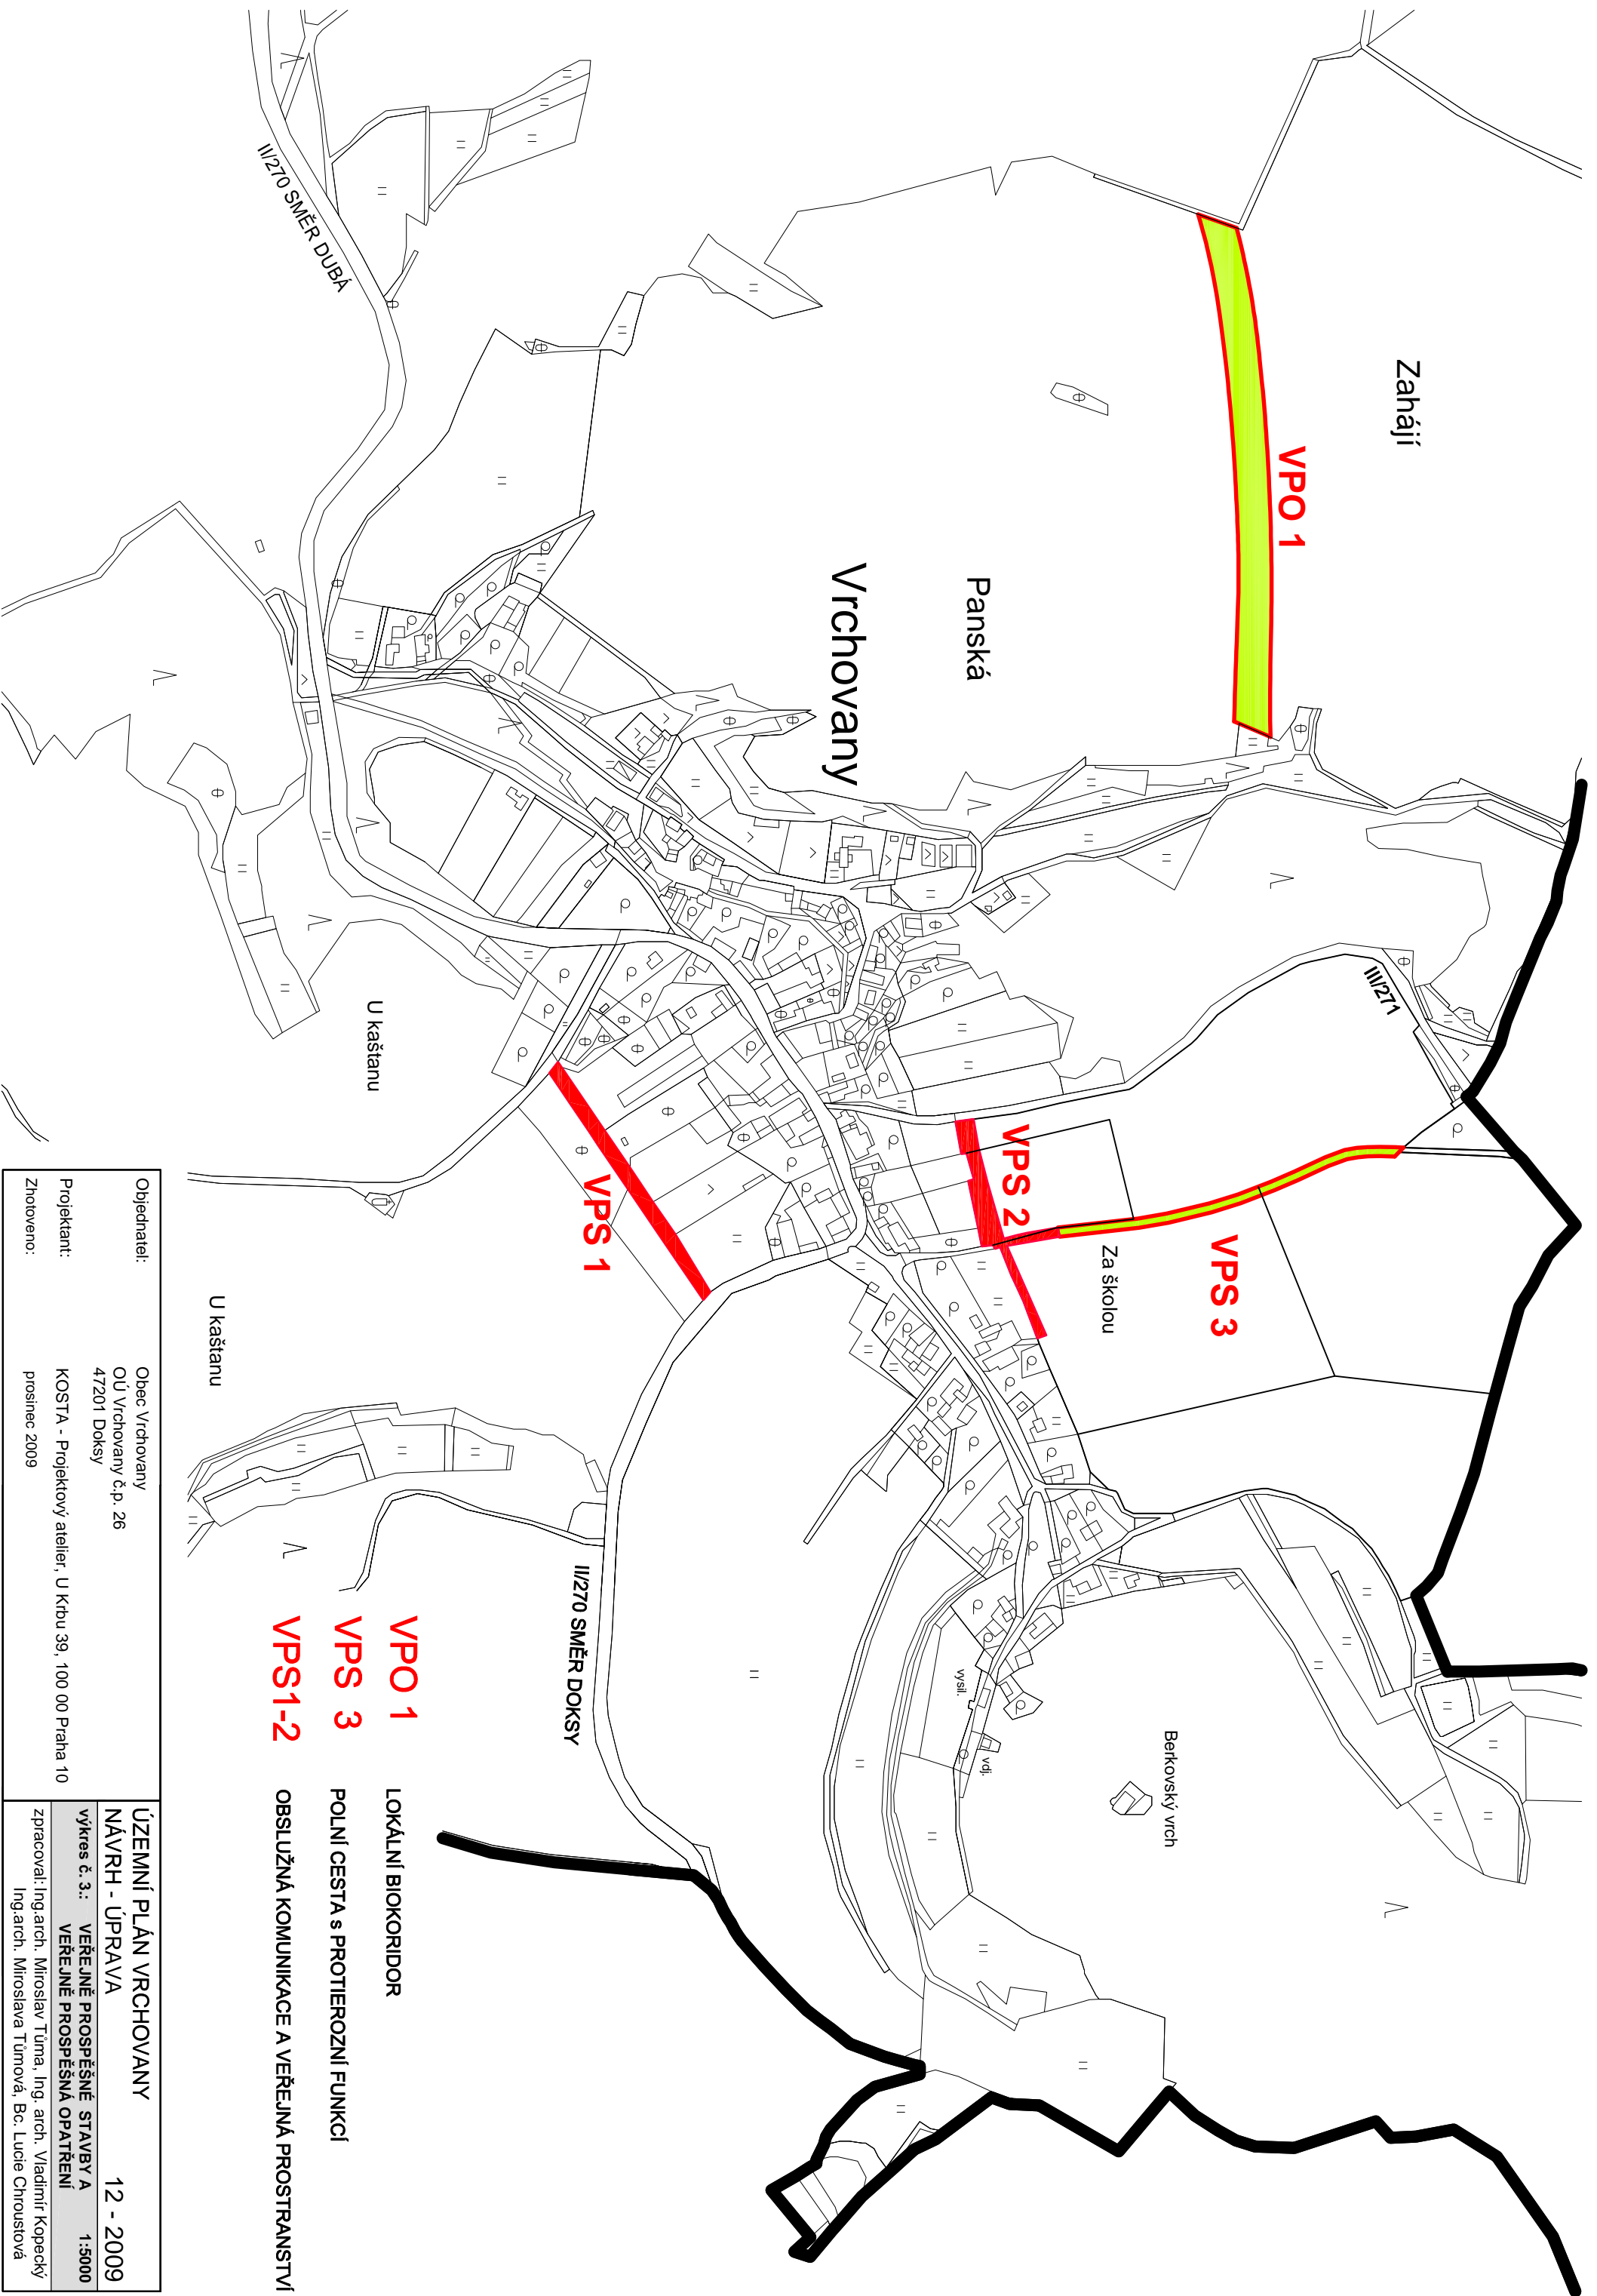 Zahájí
VPO 1
Panská
Vrchovany
II/270 SMĚR DUBÁ
III/271
VPS 2
VPS 3
Za školou
VPS 1
U kaštanu
U kaštanu
Berkovský vrch
vysil.
vdj.
II/270 SMĚR DOKSY
VPO 1 LOKÁLNÍ BIOKORIDOR
VPS 3 POLNÍ CESTA s PROTIEROZNÍ FUNKCÍ
VPS1-2 OBSLUŽNÁ KOMUNIKACE A VEŘEJNÁ PROSTRANSTVÍ
Objednatel: Obec Vrchovany
OÚ Vrchovany č.p. 26
47201 Doksy
Projektant: KOSTA - Projektový atelier, U Krbu 39, 100 00 Praha 10
Zhotoveno: prosinec 2009
ÚZEMNÍ PLÁN VRCHOVANY
NÁVRH - ÚPRAVA 12 - 2009
výkres č. 3.: VEŘEJNĚ PROSPĚŠNÉ STAVBY A
VEŘEJNĚ PROSPĚŠNÁ OPATŘENÍ 1:5000
zpracoval: Ing.arch. Miroslav Tůma, Ing. arch. Vladimír Kopecký
Ing.arch. Miroslava Tůmová, Bc. Lucie Chroustová